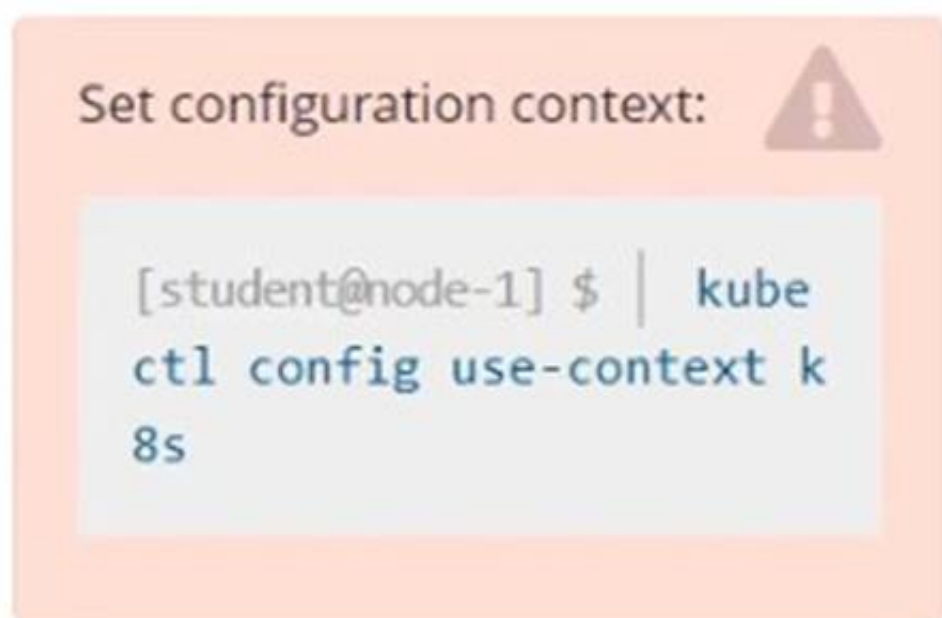 Set configuration context:
[student@node-1] $ | kube
ctl config use-context k
8s